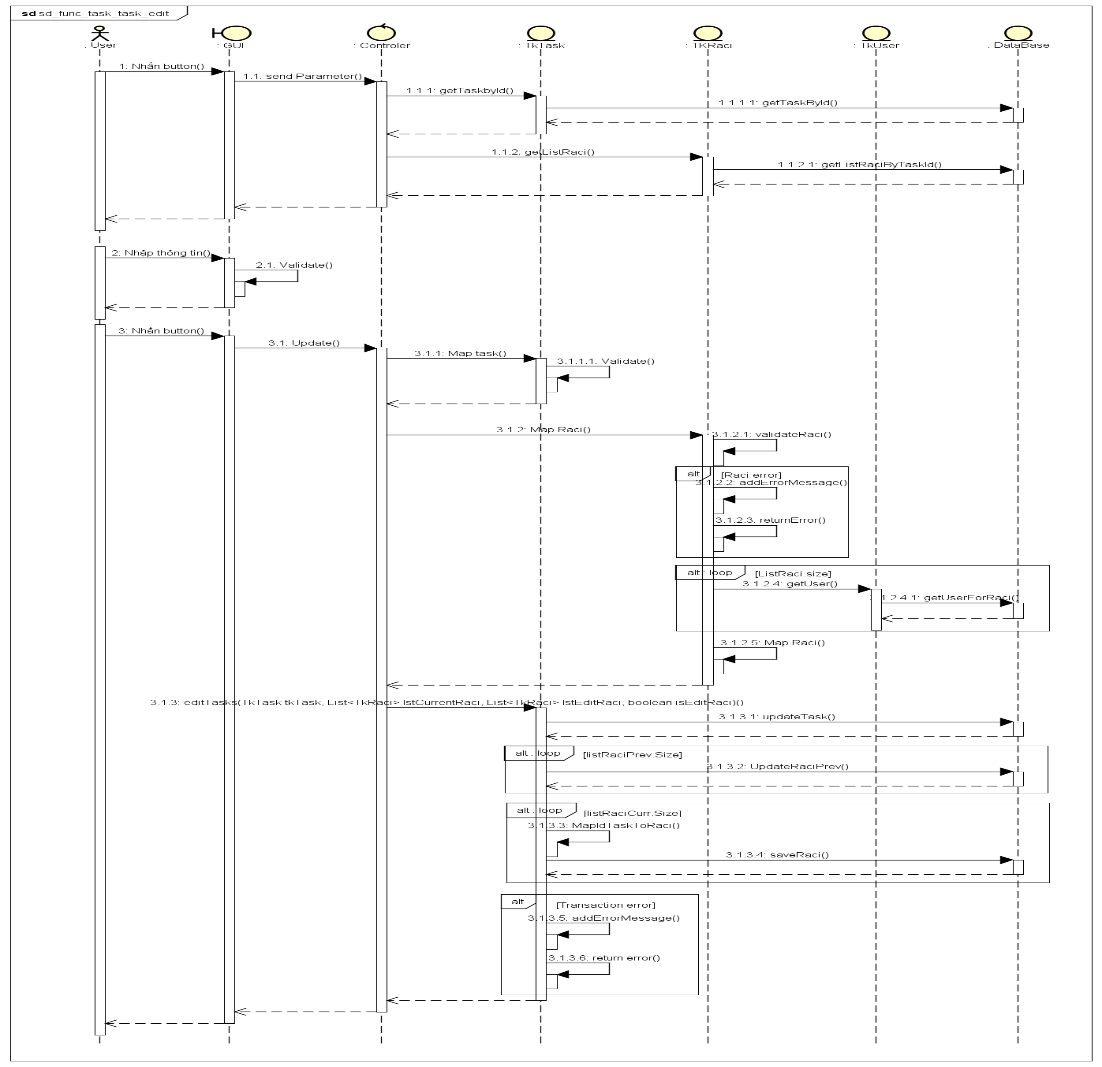 sd sd_func_task_task_edit
: User
: GUI
: Controler
: TkTask
: TKRaci
: TkUser
: DataBase
1: Nhấn button()
1.1: send Parameter()
1.1.1: getTaskbyId()
1.1.1.1: getTaskById()
1.1.2: getListRaci()
1.1.2.1: getListRaciByTaskId()
2: Nhập thông tin()
2.1: Validate()
3: Nhấn button()
3.1: Update()
3.1.1: Map task()
3.1.1.1: Validate()
3.1.2: Map Raci()
3.1.2.1: validateRaci()
alt
[Raci error]
3.1.2.2: addErrorMessage()
3.1.2.3: returnError()
alt : loop
[ListRaci.size]
3.1.2.4: getUser()
3.1.2.4.1: getUserForRaci()
3.1.2.5: Map Raci()
3.1.3: editTasks(TkTask tkTask, List<TkRaci> lstCurrentRaci, List<TkRaci> lstEditRaci, boolean isEditRaci)()
3.1.3.1: updateTask()
alt : loop
[listRaciPrev.Size]
3.1.3.2: UpdateRaciPrev()
alt : loop
[listRaciCurr.Size]
3.1.3.3: MapIdTaskToRaci()
3.1.3.4: saveRaci()
alt
[Transaction error]
3.1.3.5: addErrorMessage()
3.1.3.6: return error()